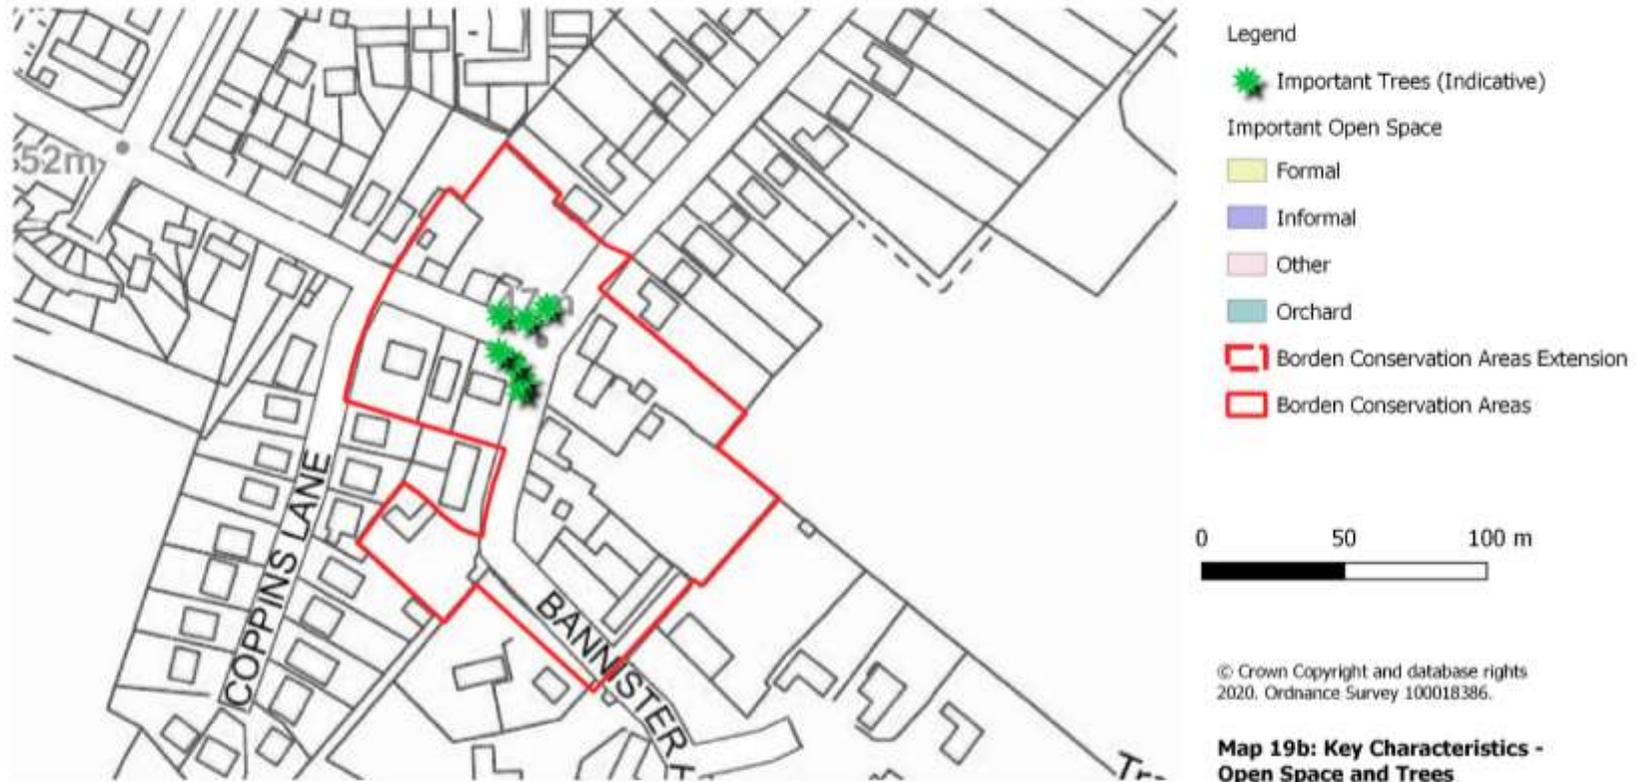 52m
COPPINS LANE
BANNISTER
Legend
Important Trees (Indicative)
Important Open Space
Formal
Informal
Other
Orchard
Borden Conservation Areas Extension
Borden Conservation Areas
0 50 100 m
© Crown Copyright and database rights
2020. Ordnance Survey 100018386.
Map 19b: Key Characteristics -
Open Space and Trees